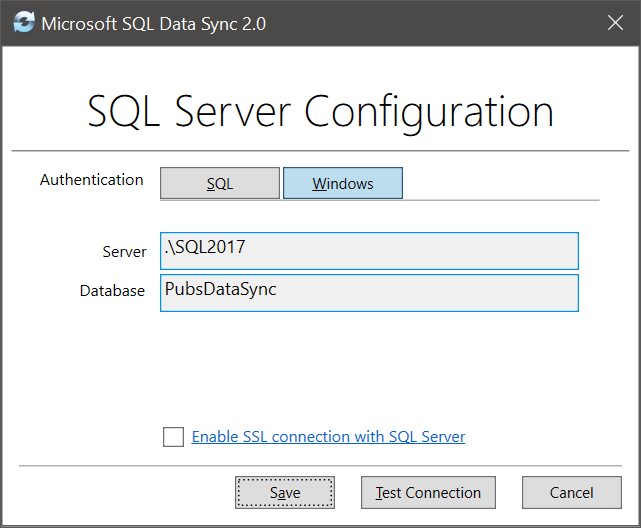 Microsoft SQL Data Sync 2.0
SQL Server Configuration
Authentication SQL Windows
Server .\SQL2017
Database PubsDataSync
Enable SSL connection with SQL Server
Save Test Connection Cancel